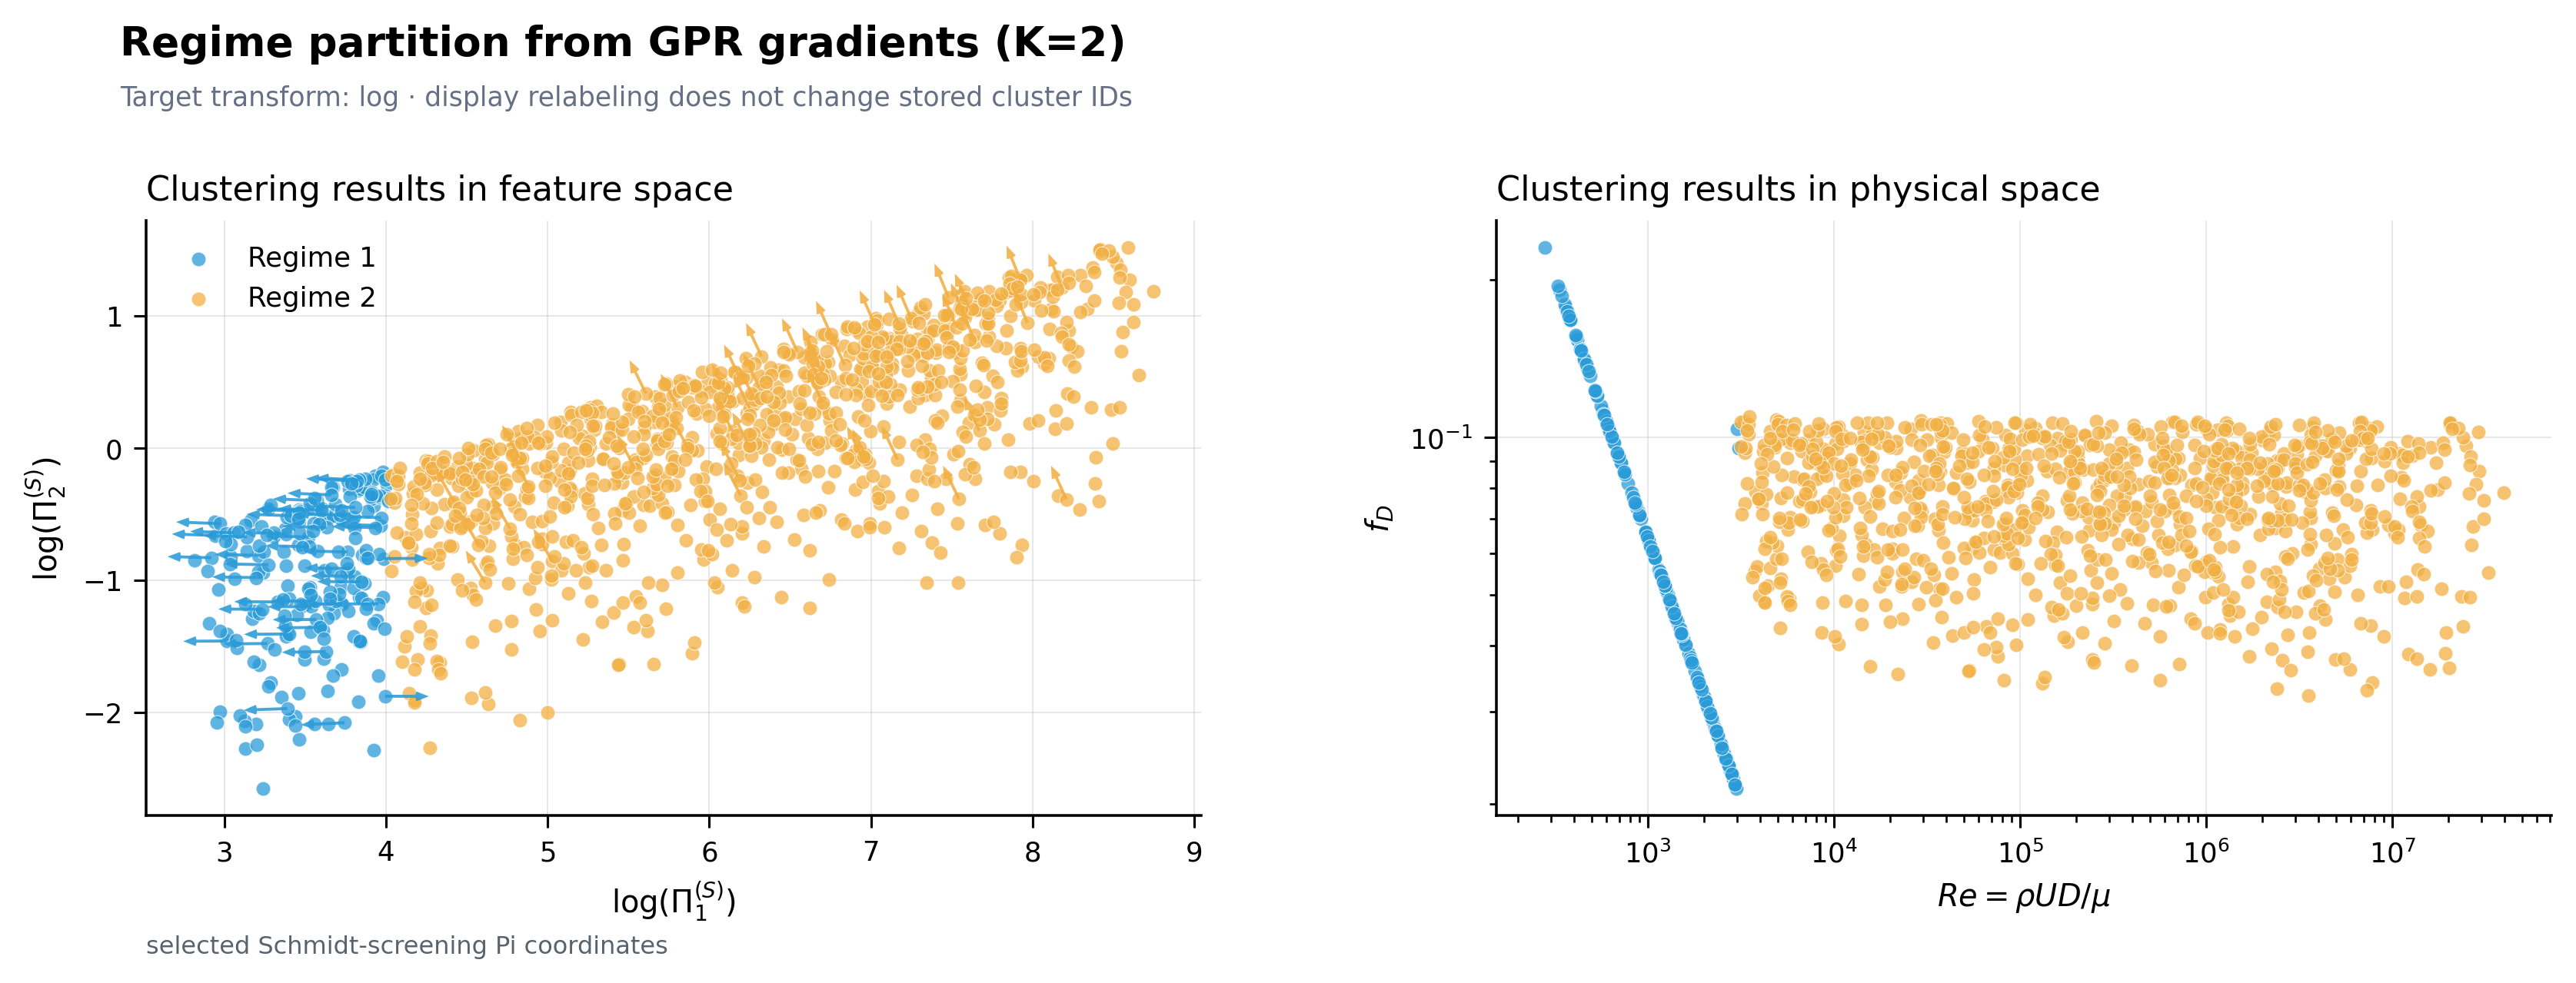 Regime partition from GPR gradients (K=2)
Target transform: log · display relabeling does not change stored cluster IDs
Clustering results in feature space
Regime 1
Regime 2
1
0
−1
−2
log(Π₂⁽ˢ⁾)
3 4 5 6 7 8 9
log(Π₁⁽ˢ⁾)
selected Schmidt-screening Pi coordinates
Clustering results in physical space
10⁻¹
f_D
10³ 10⁴ 10⁵ 10⁶ 10⁷
Re = ρUD/μ